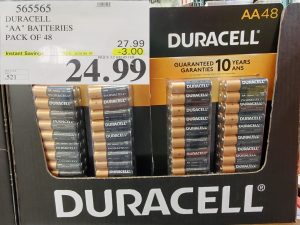 565565
DURACELL
"AA" BATTERIES
PACK OF 48
27.99
Instant Savings
-3.00
24.99
.521
AA48
DURACELL
GUARANTEED
GARANTIES
10 YEARS
ANS
DURACELL